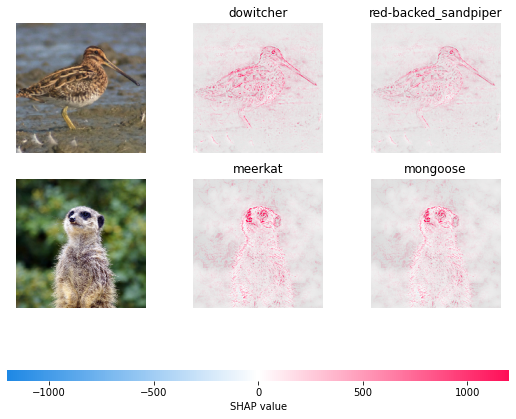 dowitcher
red-backed_sandpiper
meerkat
mongoose
−1000
−500
0
500
1000
SHAP value